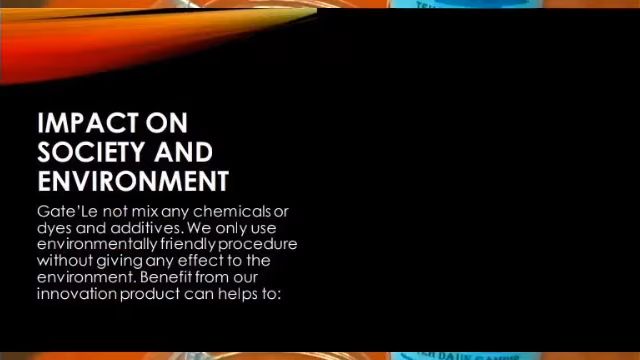 IMPACT ON
SOCIETY AND
ENVIRONMENT
Gate'Le not mix any chemicals or
dyes and additives. We only use
environmentally friendly procedure
without giving any effect to the
environment. Benefit from our
innovation product can helps to: